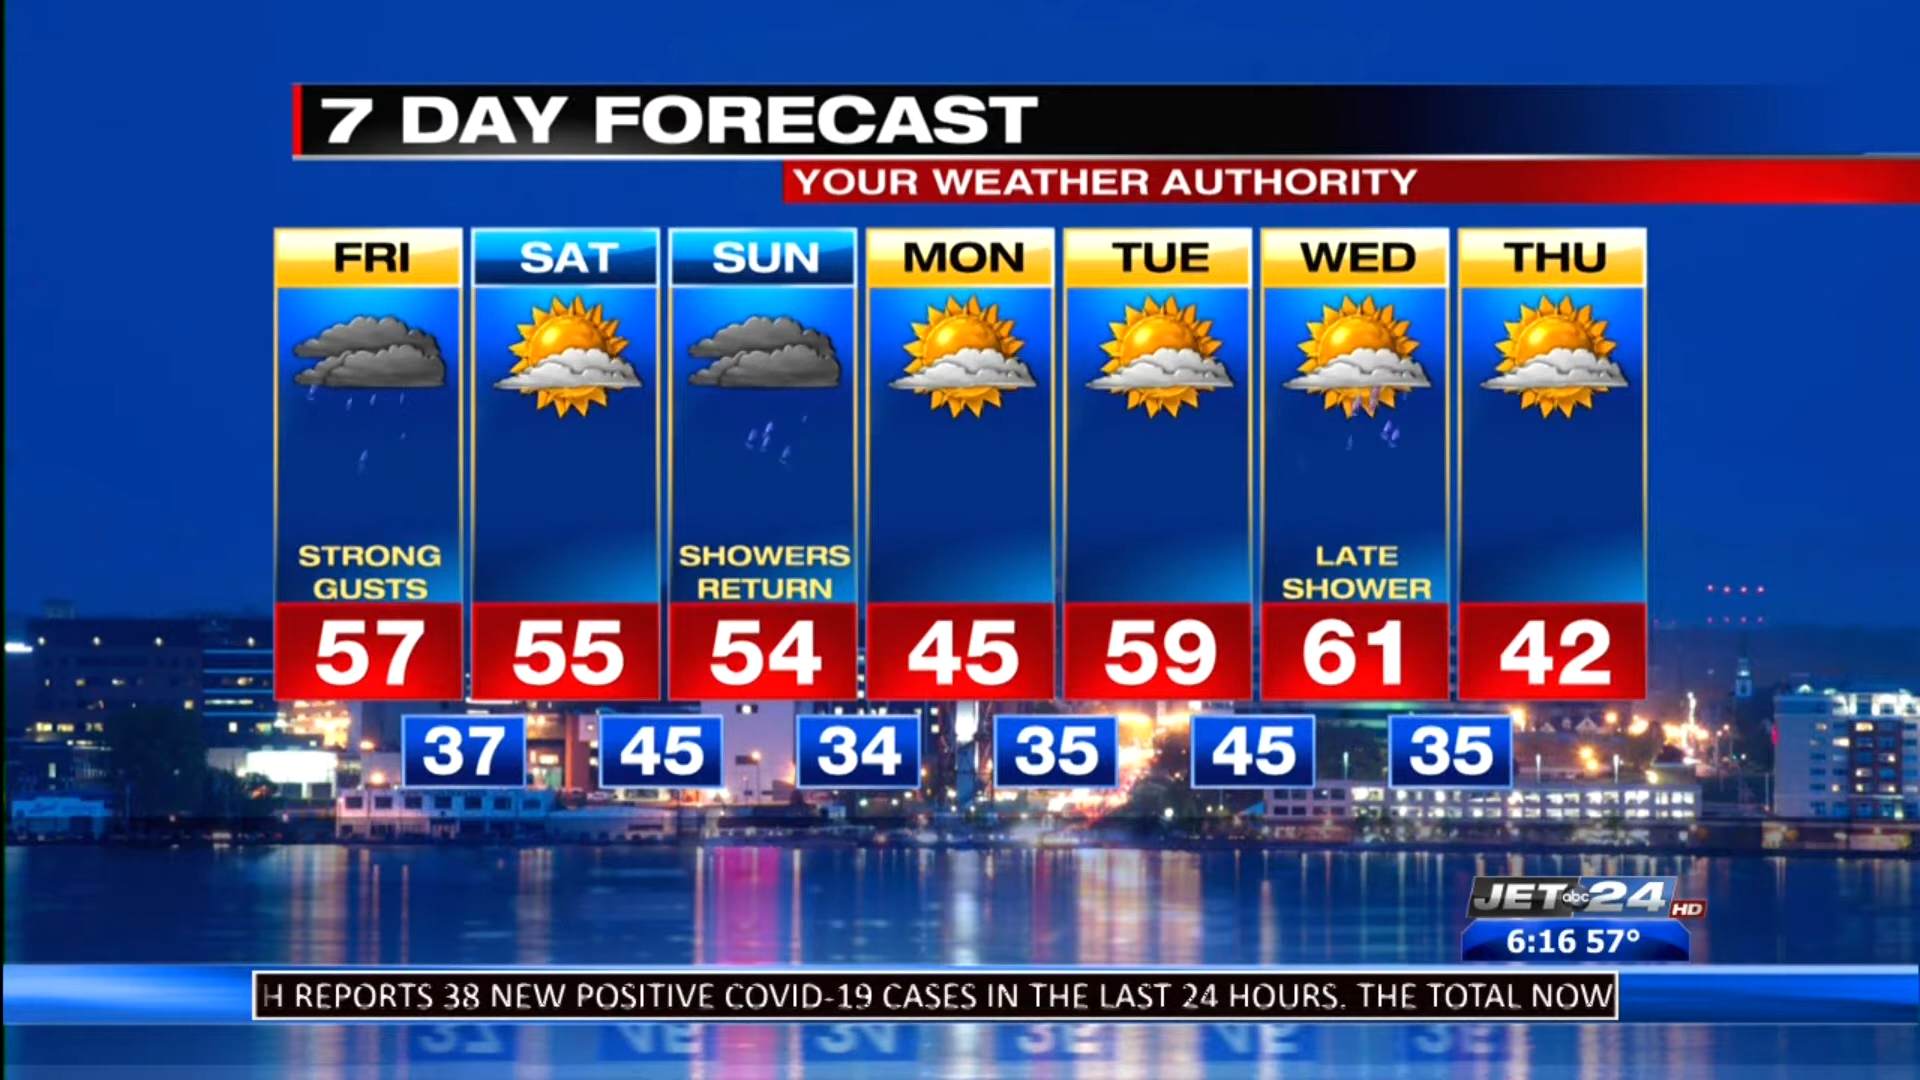 7 DAY FORECAST
YOUR WEATHER AUTHORITY
FRI SAT SUN MON TUE WED THU
STRONG
GUSTS
SHOWERS
RETURN
LATE
SHOWER
57 55 54 45 59 61 42
37 45 34 35 45 35
JET abc 24 HD
6:16 57°
H REPORTS 38 NEW POSITIVE COVID-19 CASES IN THE LAST 24 HOURS. THE TOTAL NOW